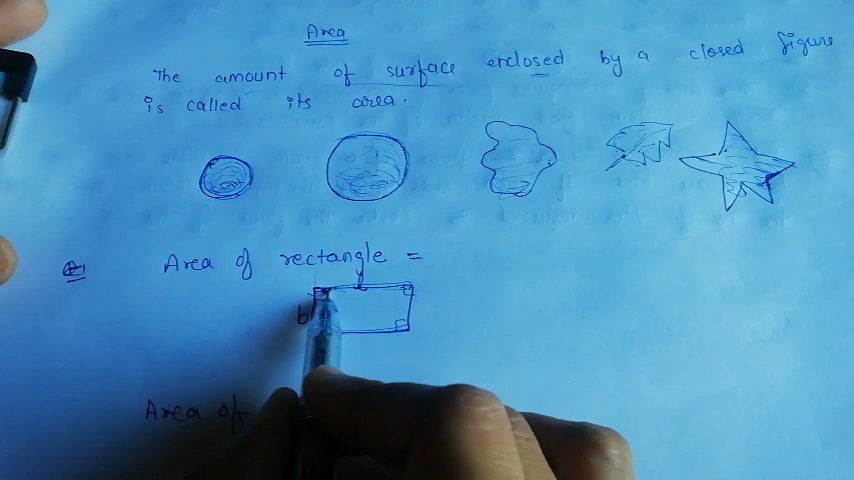 Area
The amount of surface enclosed by a closed figure
is called its area.
Area of rectangle =
b
Area of